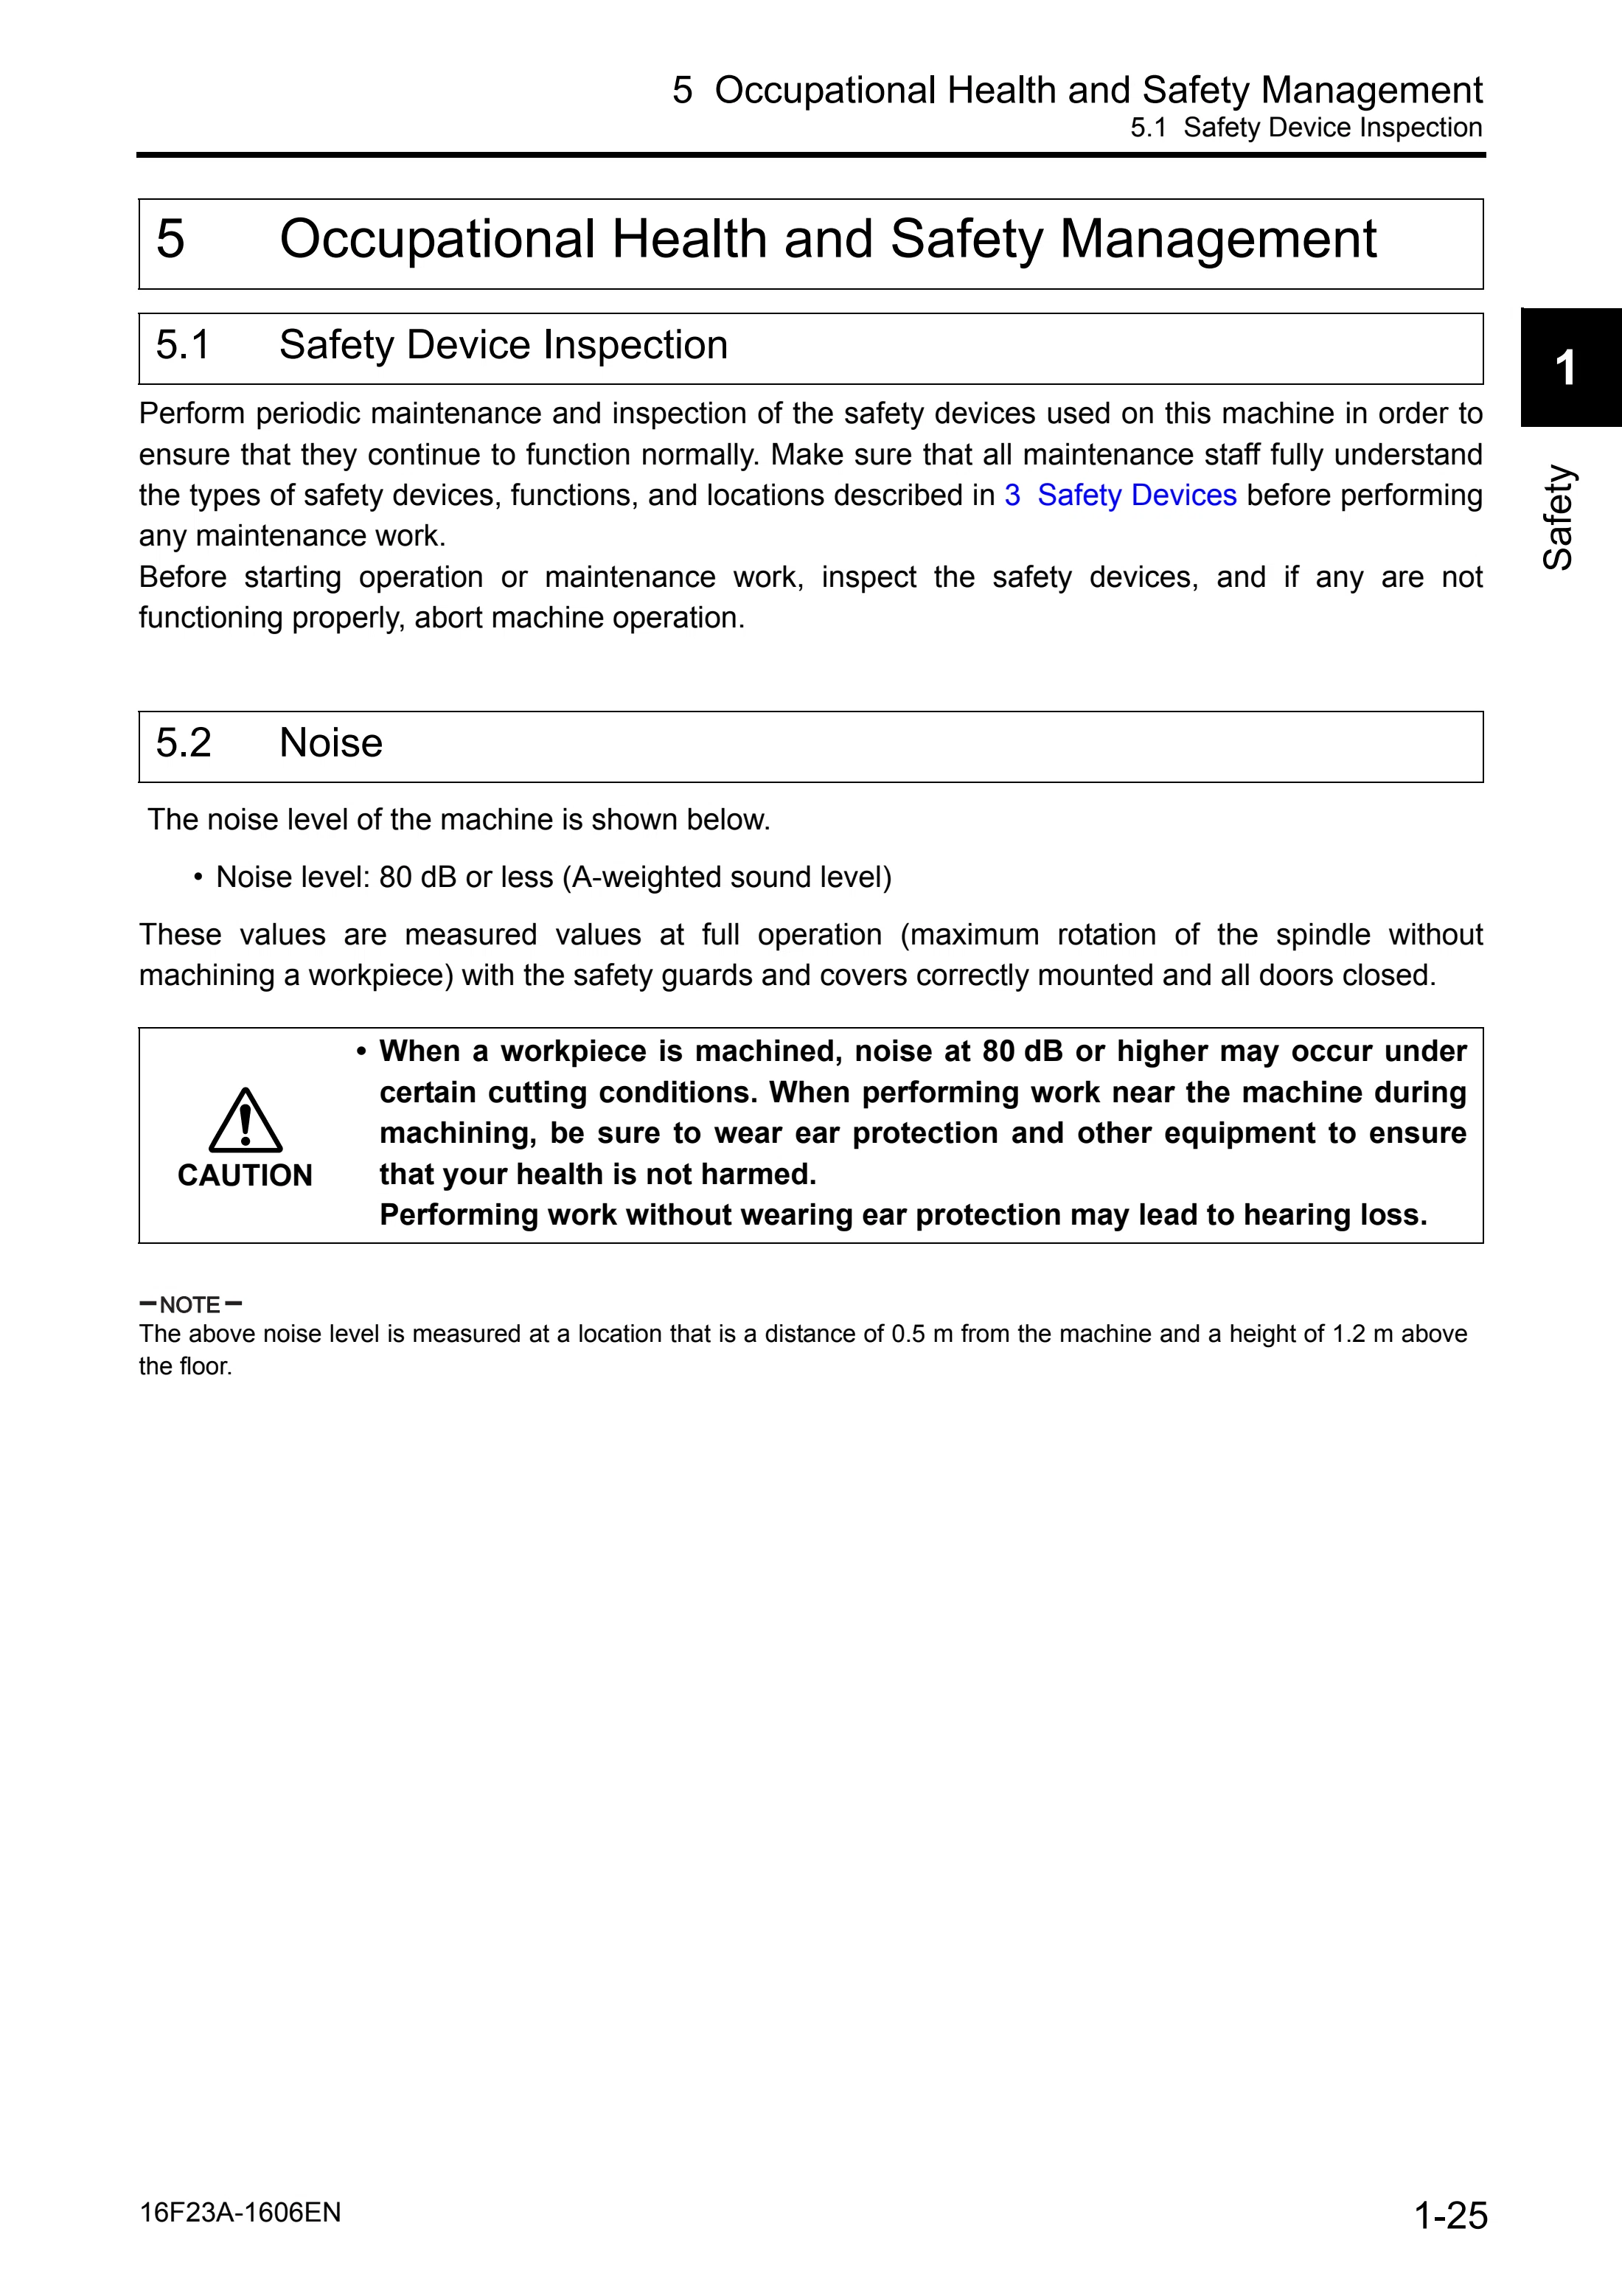 5 Occupational Health and Safety Management
5.1 Safety Device Inspection
5 Occupational Health and Safety Management
5.1 Safety Device Inspection
Perform periodic maintenance and inspection of the safety devices used on this machine in order to
ensure that they continue to function normally. Make sure that all maintenance staff fully understand
the types of safety devices, functions, and locations described in 3 Safety Devices before performing
any maintenance work.
Before starting operation or maintenance work, inspect the safety devices, and if any are not
functioning properly, abort machine operation.
5.2 Noise
The noise level of the machine is shown below.
• Noise level: 80 dB or less (A-weighted sound level)
These values are measured values at full operation (maximum rotation of the spindle without
machining a workpiece) with the safety guards and covers correctly mounted and all doors closed.
CAUTION
• When a workpiece is machined, noise at 80 dB or higher may occur under
certain cutting conditions. When performing work near the machine during
machining, be sure to wear ear protection and other equipment to ensure
that your health is not harmed.
Performing work without wearing ear protection may lead to hearing loss.
NOTE
The above noise level is measured at a location that is a distance of 0.5 m from the machine and a height of 1.2 m above
the floor.
1
Safety
16F23A-1606EN
1-25